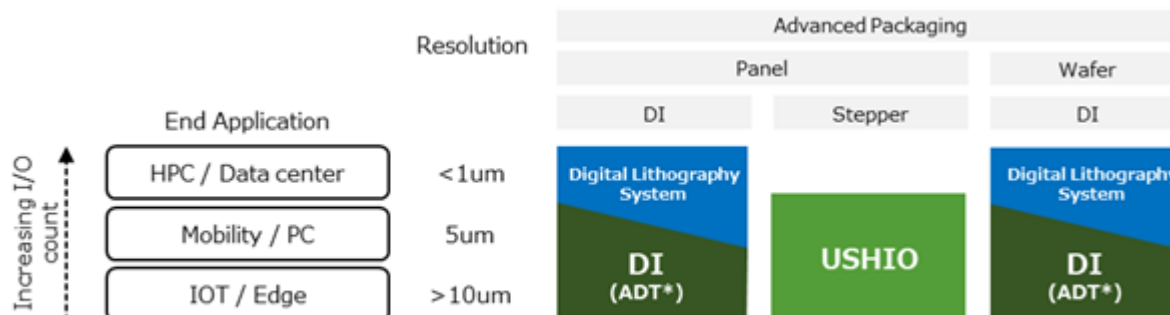 Advanced Packaging
Resolution
Panel
Wafer
End Application
DI
Stepper
DI
Increasing I/O
count
HPC / Data center
<1um
Digital Lithography
System
Digital Lithography
System
Mobility / PC
5um
USHIO
IOT / Edge
>10um
DI
(ADT*)
DI
(ADT*)